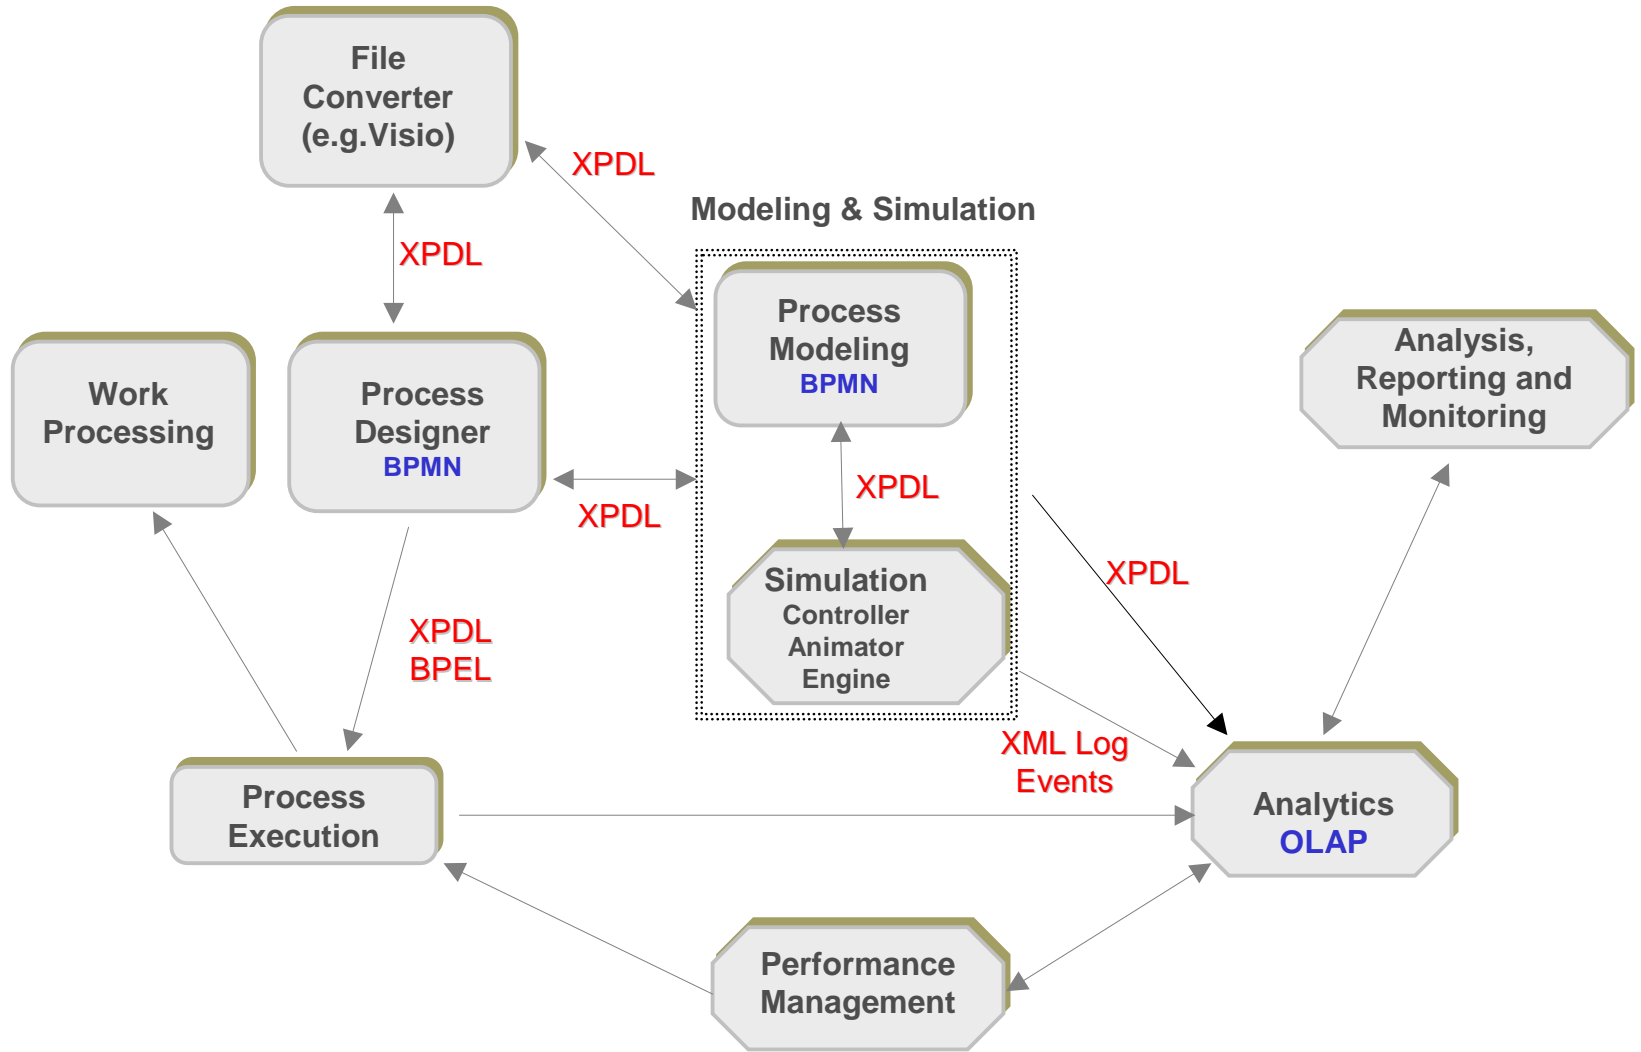 File
Converter
(e.g.Visio)
XPDL
Modeling & Simulation
XPDL
Process
Modeling
BPMN
Analysis,
Reporting and
Monitoring
Work
Processing
Process
Designer
BPMN
XPDL
XPDL
XPDL
Simulation
Controller
Animator
Engine
XPDL
BPEL
XML Log
Events
Process
Execution
Analytics
OLAP
Performance
Management